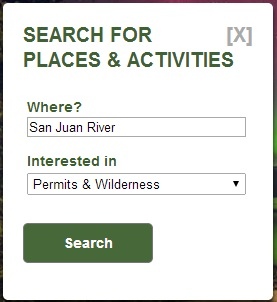 SEARCH FOR [X]
PLACES & ACTIVITIES
Where?
San Juan River
Interested in
Permits & Wilderness ▼
Search